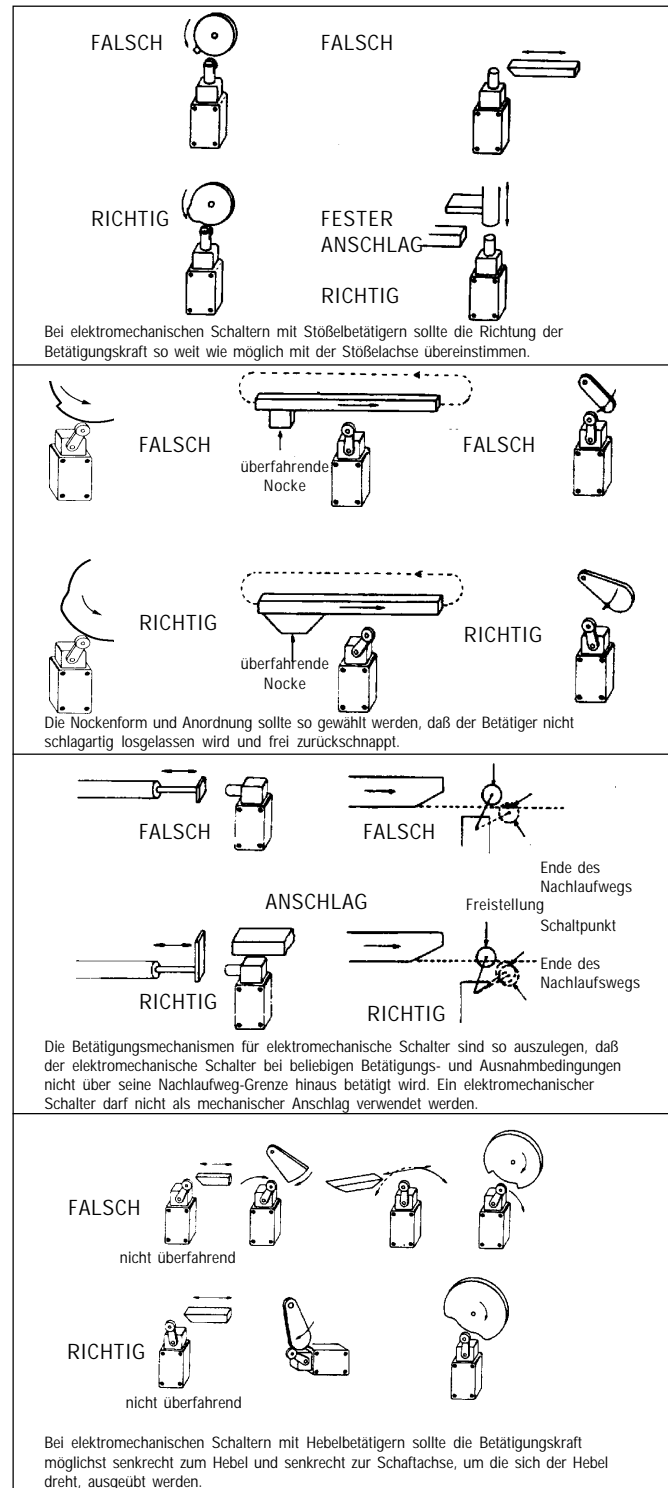 FALSCH
FALSCH
RICHTIG
FESTER
ANSCHLAG
RICHTIG
Bei elektromechanischen Schaltern mit Stößelbetätigern sollte die Richtung der
Betätigungskraft so weit wie möglich mit der Stößelachse übereinstimmen.
FALSCH
überfahrende
Nocke
FALSCH
RICHTIG
überfahrende
Nocke
RICHTIG
Die Nockenform und Anordnung sollte so gewählt werden, daß der Betätiger nicht
schlagartig losgelassen wird und frei zurückschnappt.
FALSCH
FALSCH
Ende des
Nachlaufwegs
ANSCHLAG
Freistellung
Schaltpunkt
Ende des
Nachlaufswegs
RICHTIG
RICHTIG
Die Betätigungsmechanismen für elektromechanische Schalter sind so auszulegen, daß
der elektromechanische Schalter bei beliebigen Betätigungs- und Ausnahmbedingungen
nicht über seine Nachlaufweg-Grenze hinaus betätigt wird. Ein elektromechanischer
Schalter darf nicht als mechanischer Anschlag verwendet werden.
FALSCH
nicht überfahrend
RICHTIG
nicht überfahrend
Bei elektromechanischen Schaltern mit Hebelbetätigern sollte die Betätigungskraft
möglichst senkrecht zum Hebel und senkrecht zur Schaftachse, um die sich der Hebel
dreht, ausgeübt werden.